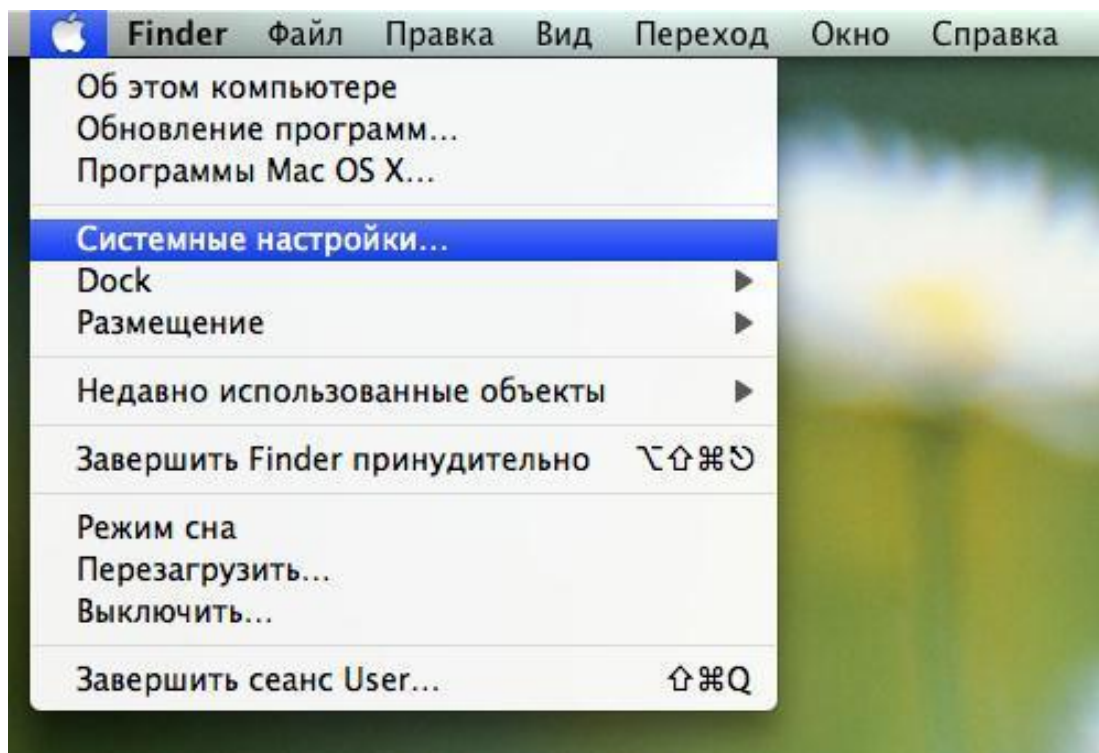 Finder Файл Правка Вид Переход Окно Справка
Об этом компьютере
Обновление программ...
Программы Mac OS X...
Системные настройки...
Dock
Размещение
Недавно использованные объекты
Завершить Finder принудительно ⌥⇧⌘⎋
Режим сна
Перезагрузить...
Выключить...
Завершить сеанс User... ⇧⌘Q